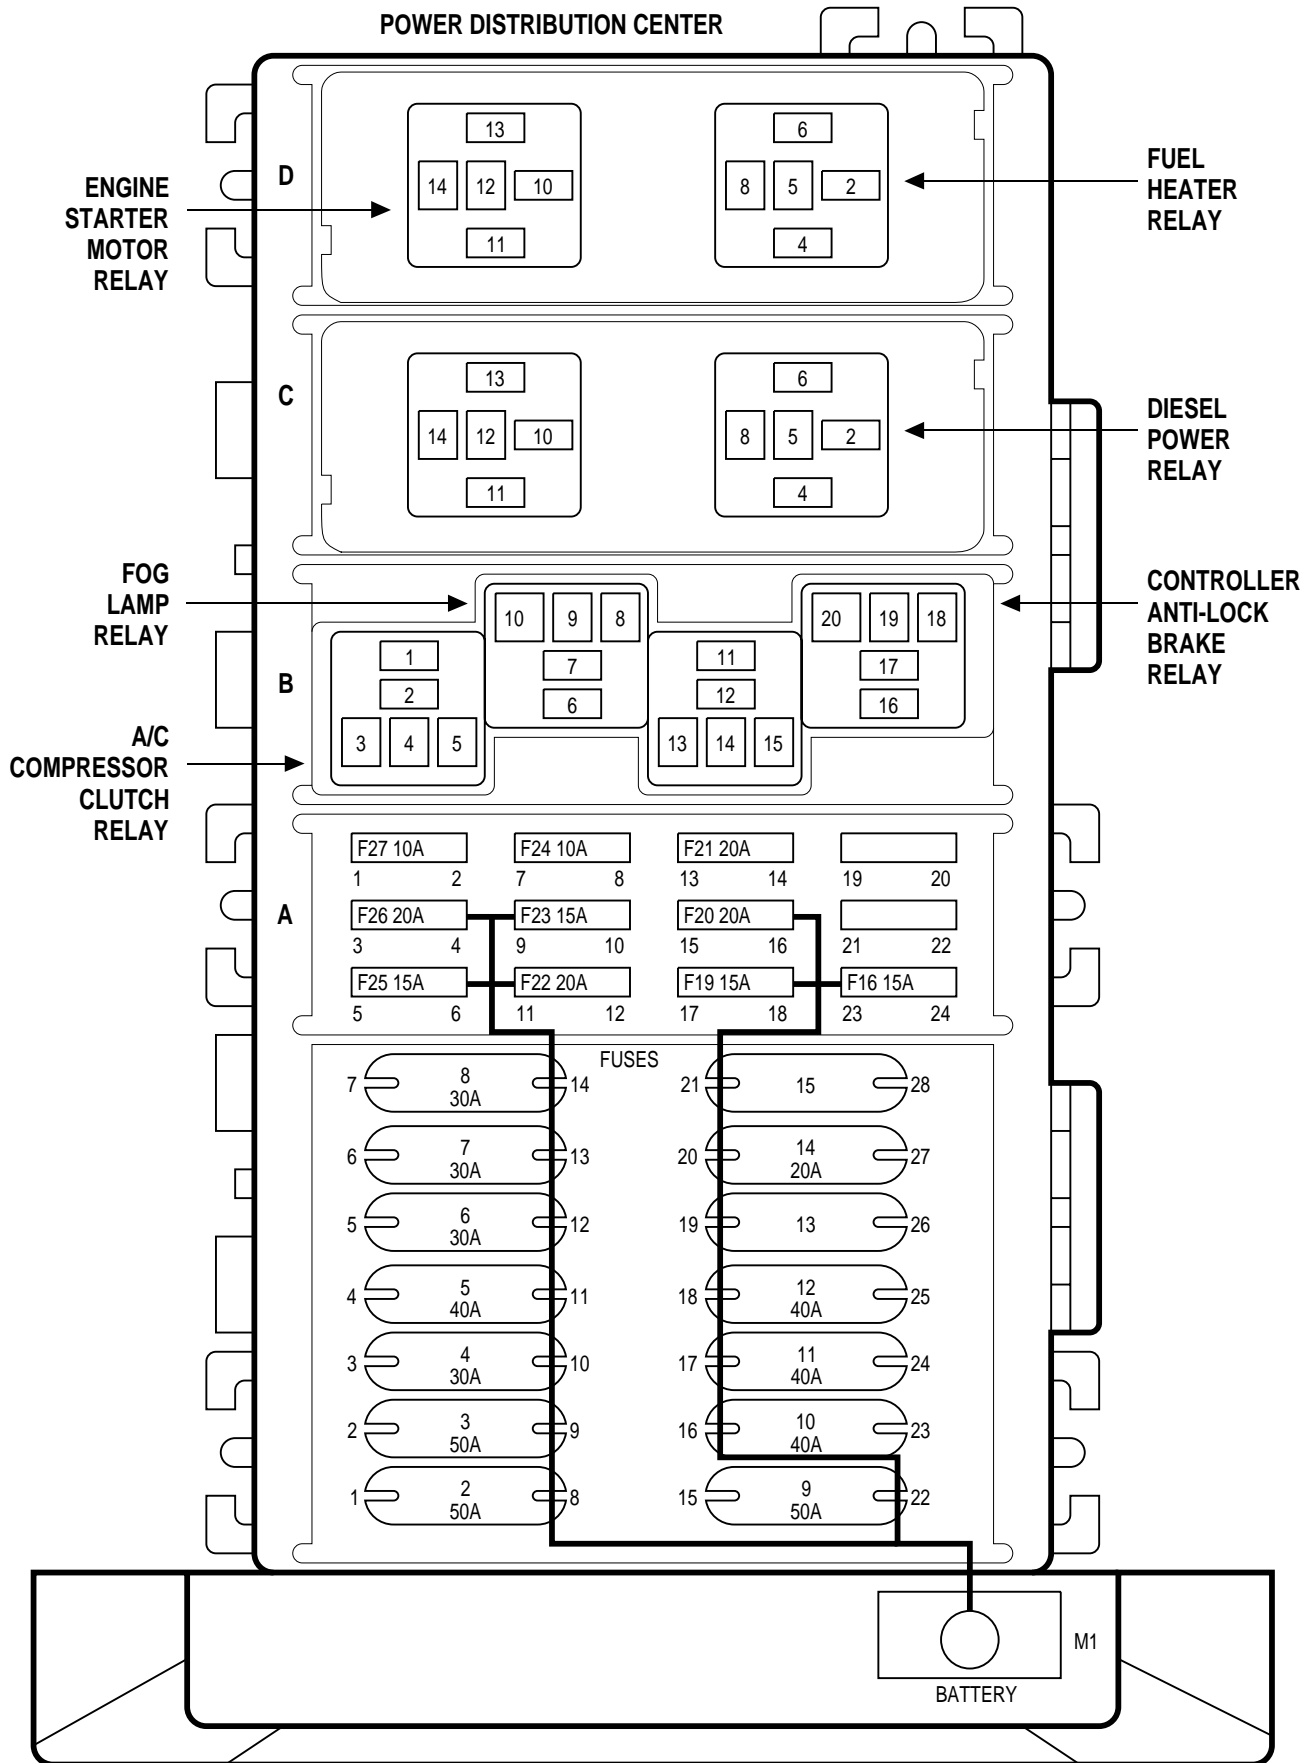 POWER DISTRIBUTION CENTER
D
13
14 12 10
11
6
8 5 2
4
ENGINE
STARTER
MOTOR
RELAY
FUEL
HEATER
RELAY
C
13
14 12 10
11
6
8 5 2
4
DIESEL
POWER
RELAY
FOG
LAMP
RELAY
CONTROLLER
ANTI-LOCK
BRAKE
RELAY
B
10 9 8
7
6
20 19 18
17
16
1
2
3 4 5
11
12
13 14 15
A/C
COMPRESSOR
CLUTCH
RELAY
A
F27 10A F24 10A F21 20A
1 2 7 8 13 14 19 20
F26 20A F23 15A F20 20A
3 4 9 10 15 16 21 22
F25 15A F22 20A F19 15A F16 15A
5 6 11 12 17 18 23 24
FUSES
7 8 14 21 15 28
30A
6 7 13 20 14 27
30A 20A
5 6 12 19 13 26
30A
4 5 11 18 12 25
40A 40A
3 4 10 17 11 24
30A 40A
2 3 9 16 10 23
50A 40A
1 2 8 15 9 22
50A 50A
M1
BATTERY